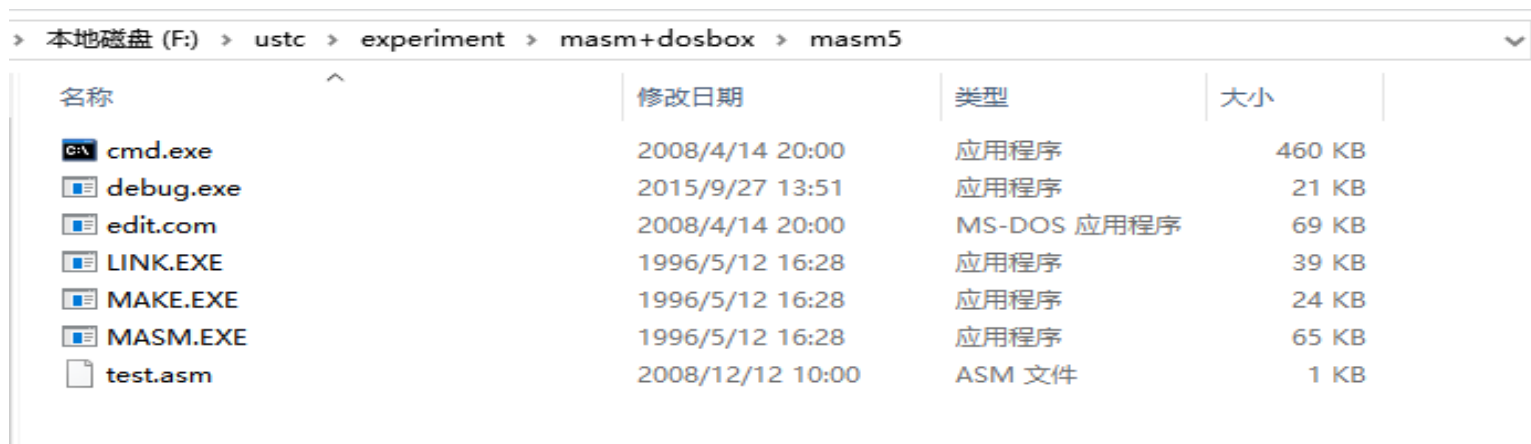 › 本地磁盘 (F:) › ustc › experiment › masm+dosbox › masm5
名称 修改日期 类型 大小
cmd.exe 2008/4/14 20:00 应用程序 460 KB
debug.exe 2015/9/27 13:51 应用程序 21 KB
edit.com 2008/4/14 20:00 MS-DOS 应用程序 69 KB
LINK.EXE 1996/5/12 16:28 应用程序 39 KB
MAKE.EXE 1996/5/12 16:28 应用程序 24 KB
MASM.EXE 1996/5/12 16:28 应用程序 65 KB
test.asm 2008/12/12 10:00 ASM 文件 1 KB